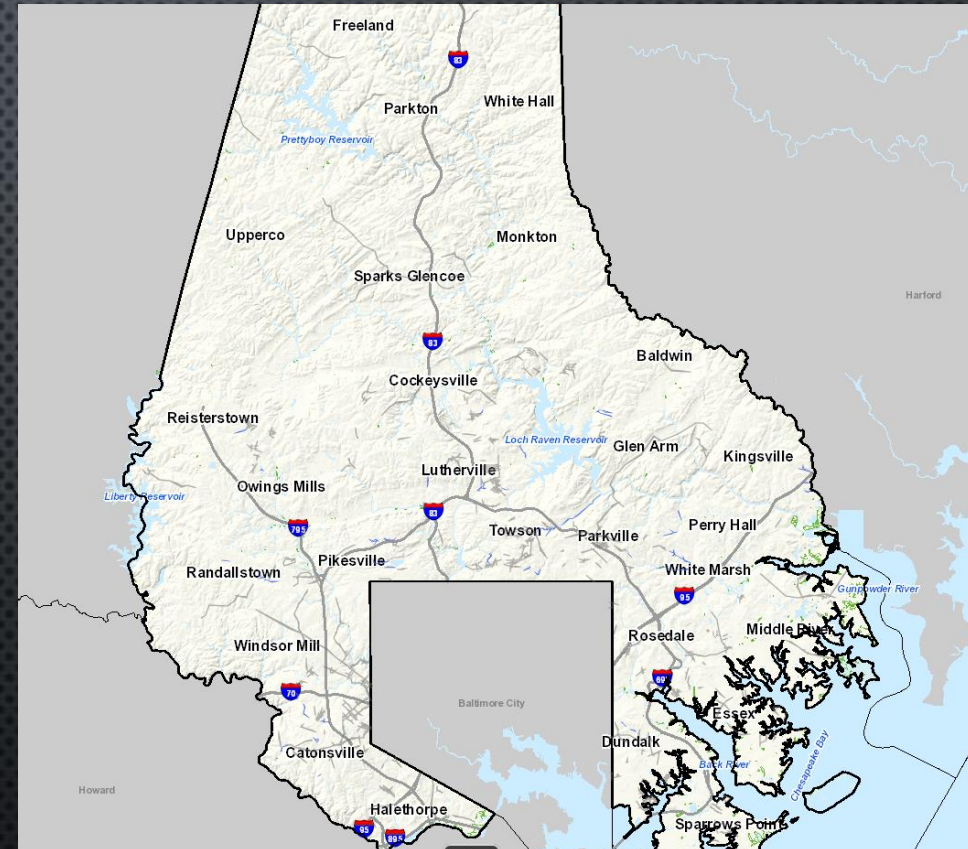 Freeland
83
Parkton
White Hall
Prettyboy Reservoir
Upperco
Monkton
Sparks Glencoe
Harford
83
Baldwin
Cockeysville
Reisterstown
Loch Raven Reservoir
Glen Arm
Kingsville
Lutherville
Owings Mills
Liberty Reservoir
83
795
Towson
Parkville
Perry Hall
Pikesville
Randallstown
White Marsh
Gunpowder River
95
Middle River
Rosedale
Windsor Mill
70
Baltimore City
Essex
Dundalk
Catonsville
Back River
Chesapeake Bay
Howard
Halethorpe
95
895
Sparrows Point